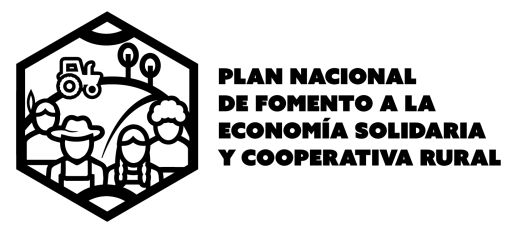 PLAN NACIONAL
DE FOMENTO A LA
ECONOMÍA SOLIDARIA
Y COOPERATIVA RURAL